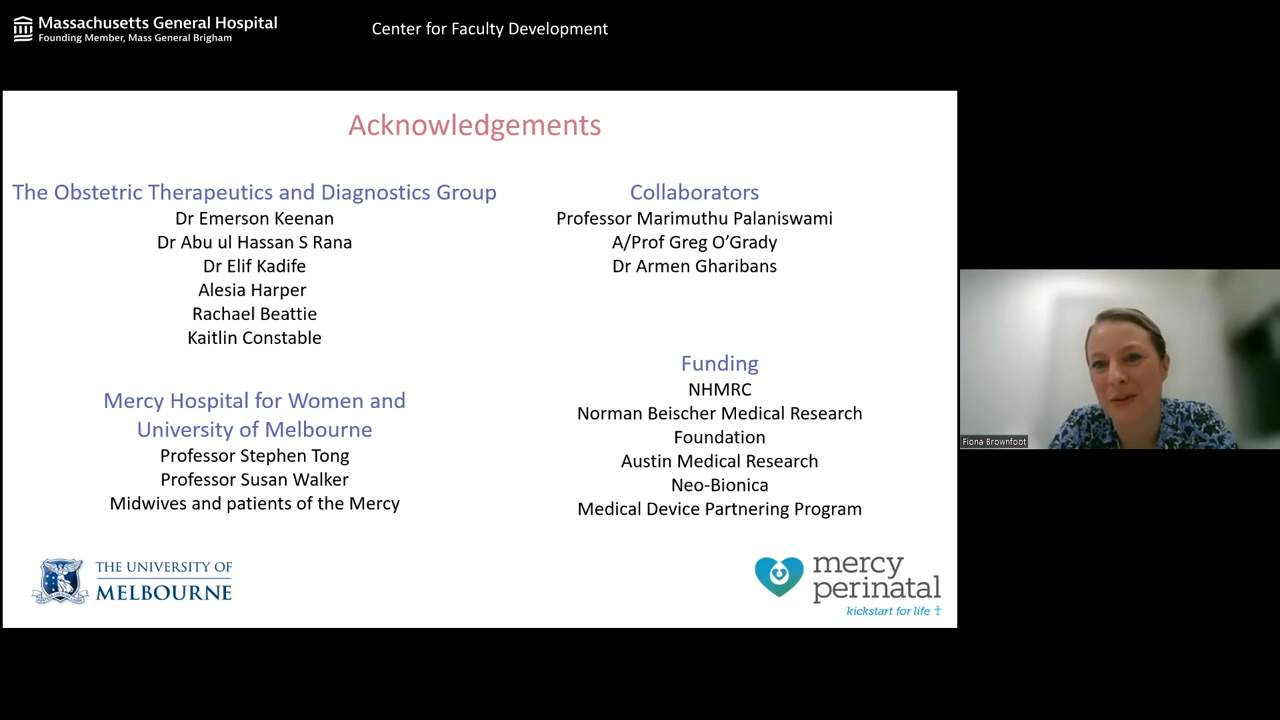 Massachusetts General Hospital
Founding Member, Mass General Brigham
Center for Faculty Development
Acknowledgements
The Obstetric Therapeutics and Diagnostics Group
Dr Emerson Keenan
Dr Abu ul Hassan S Rana
Dr Elif Kadife
Alesia Harper
Rachael Beattie
Kaitlin Constable
Mercy Hospital for Women and
University of Melbourne
Professor Stephen Tong
Professor Susan Walker
Midwives and patients of the Mercy
Collaborators
Professor Marimuthu Palaniswami
A/Prof Greg O’Grady
Dr Armen Gharibans
Funding
NHMRC
Norman Beischer Medical Research
Foundation
Austin Medical Research
Neo-Bionica
Medical Device Partnering Program
THE UNIVERSITY OF
MELBOURNE
mercy
perinatal
kickstart for life
Fiona Brownfoot